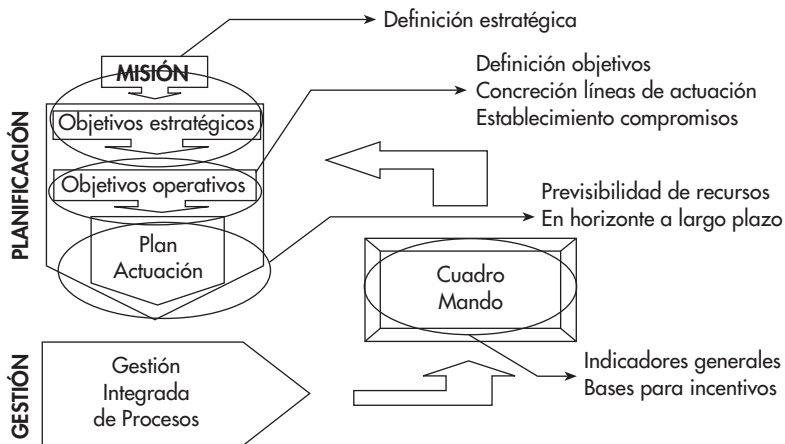 Definición estratégica
MISIÓN
Definición objetivos
Concreción líneas de actuación
Establecimiento compromisos
PLANIFICACIÓN
Objetivos estratégicos
Objetivos operativos
Previsibilidad de recursos
En horizonte a largo plazo
Plan
Actuación
Cuadro
Mando
GESTIÓN
Gestión
Integrada
de Procesos
Indicadores generales
Bases para incentivos